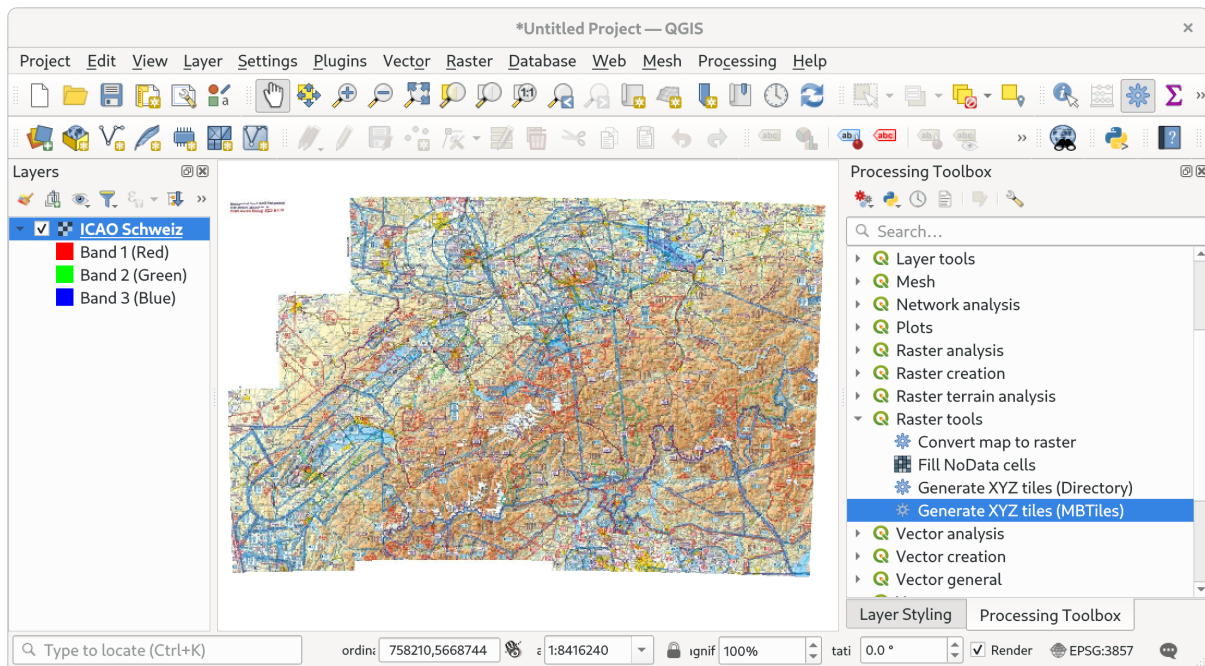 *Untitled Project — QGIS
Project Edit View Layer Settings Plugins Vector Raster Database Web Mesh Processing Help
Layers
ICAO Schweiz
Band 1 (Red)
Band 2 (Green)
Band 3 (Blue)
Processing Toolbox
Search...
Layer tools
Mesh
Network analysis
Plots
Raster analysis
Raster creation
Raster terrain analysis
Raster tools
Convert map to raster
Fill NoData cells
Generate XYZ tiles (Directory)
Generate XYZ tiles (MBTiles)
Vector analysis
Vector creation
Vector general
Layer Styling Processing Toolbox
Type to locate (Ctrl+K) ordina 758210,5668744 1:8416240 ignif 100% tati 0.0 ° Render EPSG:3857